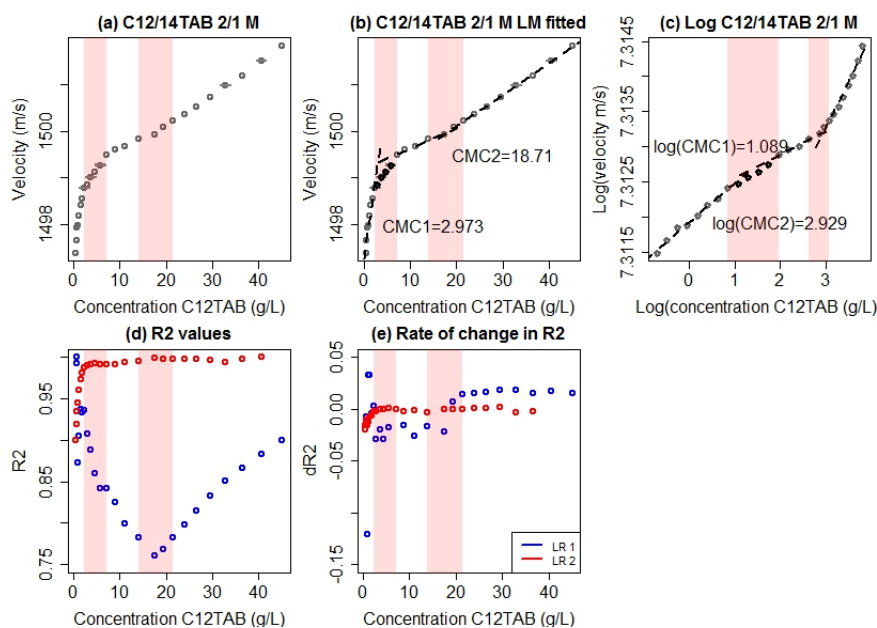 (a) C12/14TAB 2/1 M
(b) C12/14TAB 2/1 M LM fitted
(c) Log C12/14TAB 2/1 M
Velocity (m/s)
1498
1500
0
10
20
30
40
Concentration C12TAB (g/L)
Velocity (m/s)
1498
1500
CMC2=18.71
CMC1=2.973
0
10
20
30
40
Concentration C12TAB (g/L)
Log(velocity m/s)
7.3115
7.3125
7.3135
7.3145
log(CMC1)=1.089
log(CMC2)=2.929
0
1
2
3
Log(concentration C12TAB (g/L)
(d) R2 values
(e) Rate of change in R2
R2
0.75
0.85
0.95
0
10
20
30
40
Concentration C12TAB (g/L)
dR2
-0.15
-0.05
0.00
0.05
LR 1
LR 2
0
10
20
30
40
Concentration C12TAB (g/L)